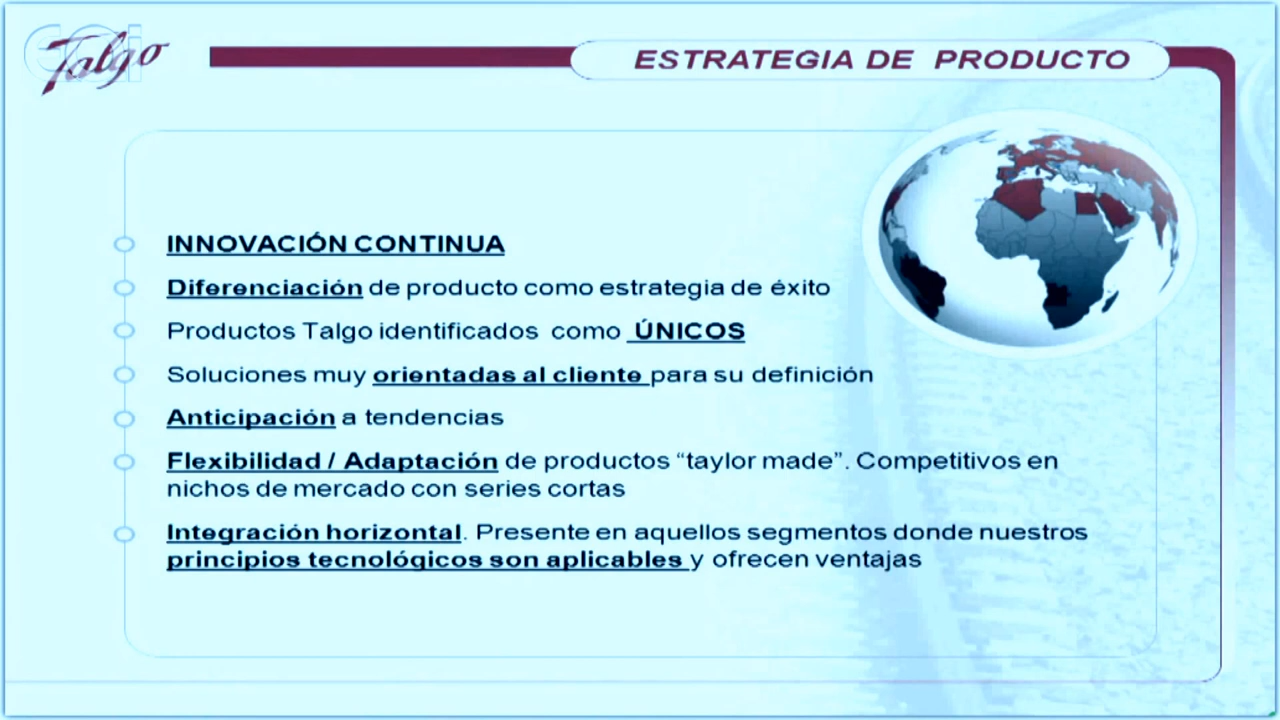 Talgo
ESTRATEGIA DE PRODUCTO
INNOVACIÓN CONTINUA
Diferenciación de producto como estrategia de éxito
Productos Talgo identificados como ÚNICOS
Soluciones muy orientadas al cliente para su definición
Anticipación a tendencias
Flexibilidad / Adaptación de productos “taylor made”. Competitivos en
nichos de mercado con series cortas
Integración horizontal. Presente en aquellos segmentos donde nuestros
principios tecnológicos son aplicables y ofrecen ventajas